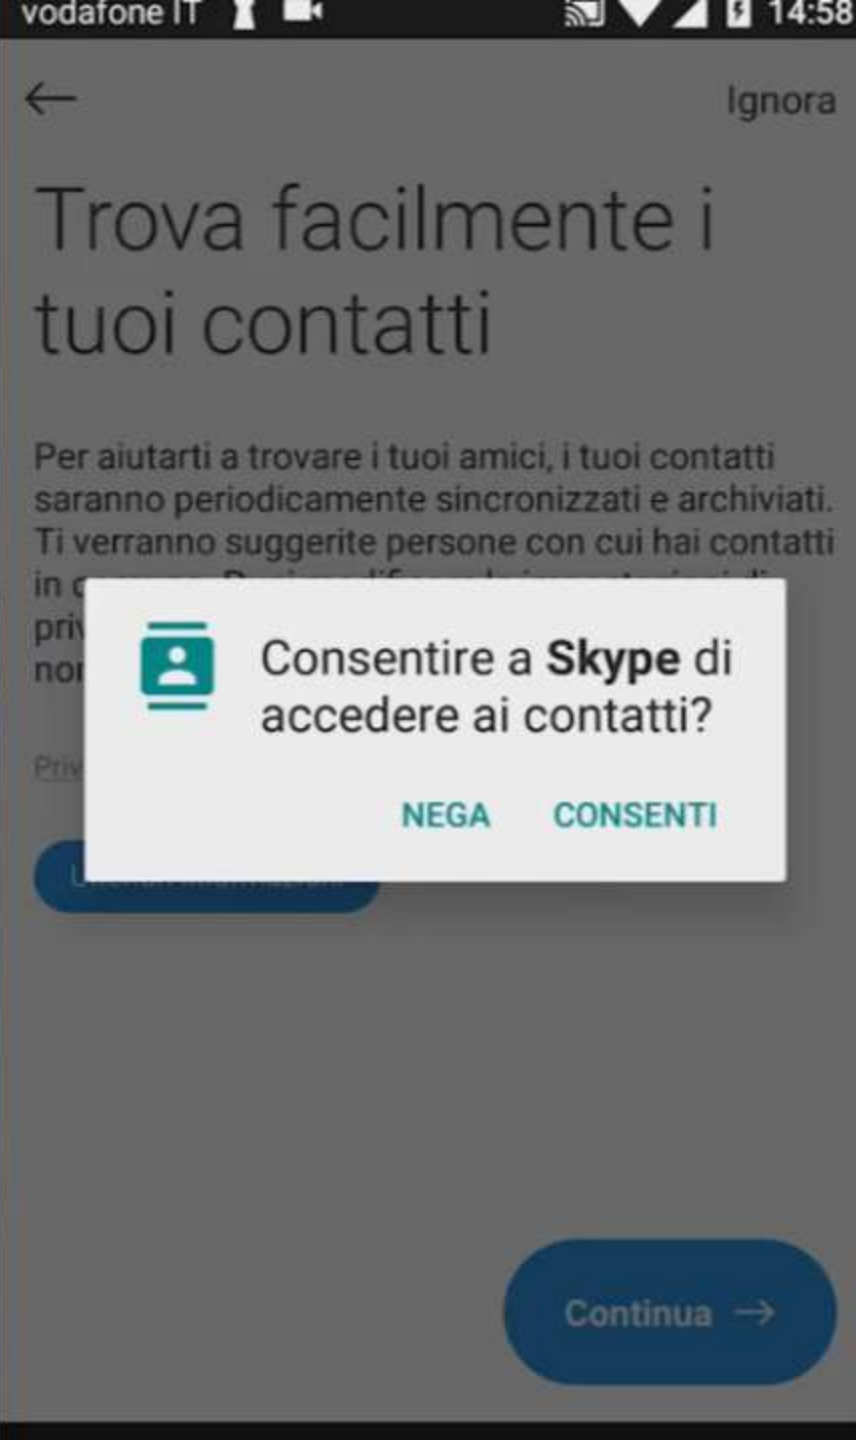 vodafone IT 14:58
Ignora
Trova facilmente i
tuoi contatti
Per aiutarti a trovare i tuoi amici, i tuoi contatti
saranno periodicamente sincronizzati e archiviati.
Ti verranno suggerite persone con cui hai contatti
in
Consentire a Skype di
accedere ai contatti?
NEGA CONSENTI
Continua →